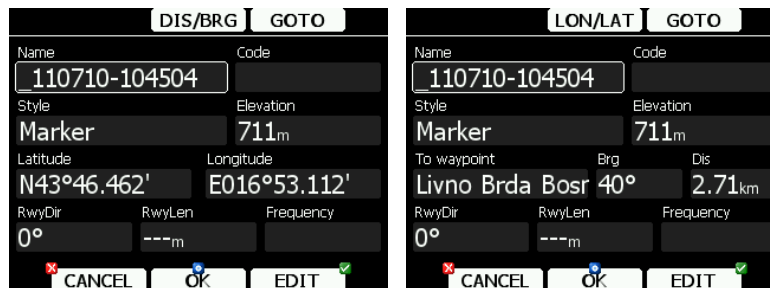 DIS/BRG GOTO
Name Code
_110710-104504
Style Elevation
Marker 711m
Latitude Longitude
N43°46.462' E016°53.112'
RwyDir RwyLen Frequency
0° ---m
CANCEL OK EDIT
LON/LAT GOTO
Name Code
_110710-104504
Style Elevation
Marker 711m
To waypoint Brg Dis
Livno Brda Bosr 40° 2.71km
RwyDir RwyLen Frequency
0° ---m
CANCEL OK EDIT